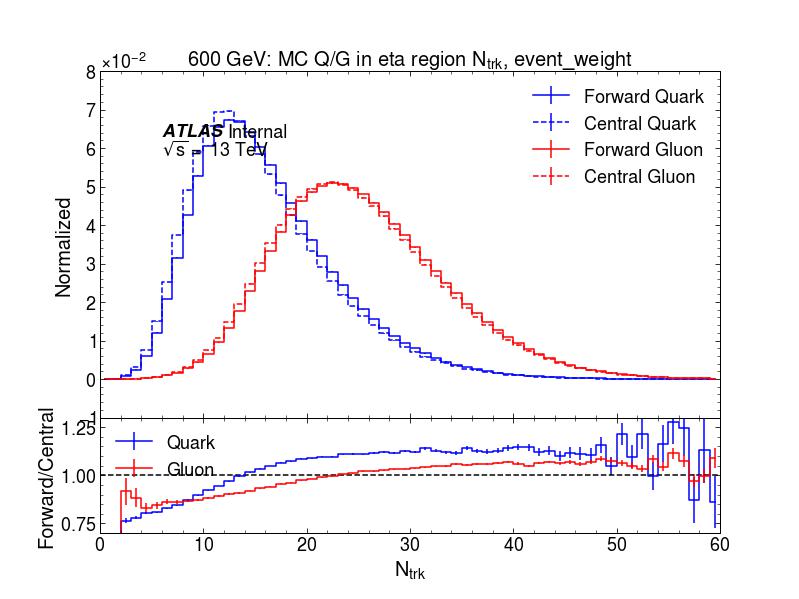 ×10⁻²
600 GeV: MC Q/G in eta region N_trk, event_weight
8
7
6
5
4
3
2
1
0
−1
Normalized
ATLAS Internal
√s = 13 TeV
Forward Quark
Central Quark
Forward Gluon
Central Gluon
Forward/Central
1.25
1.00
0.75
Quark
Gluon
0 10 20 30 40 50 60
N_trk